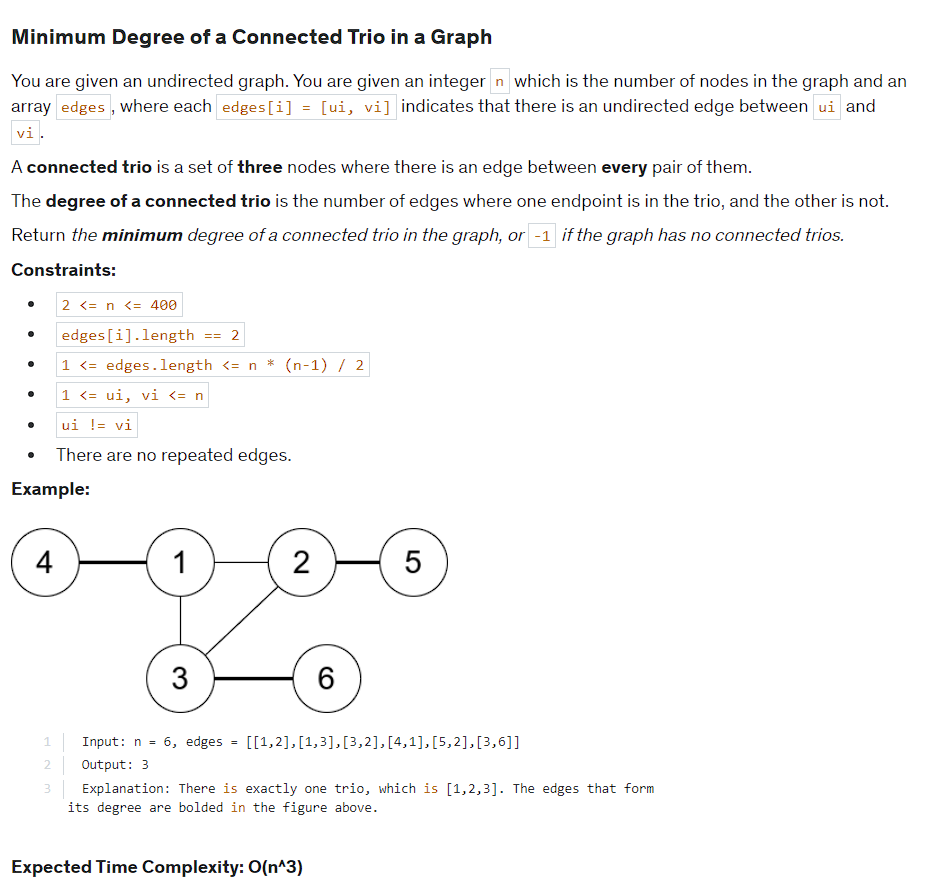 Minimum Degree of a Connected Trio in a Graph
You are given an undirected graph. You are given an integer n which is the number of nodes in the graph and an
array edges , where each edges[i] = [ui, vi] indicates that there is an undirected edge between ui and
vi .
A connected trio is a set of three nodes where there is an edge between every pair of them.
The degree of a connected trio is the number of edges where one endpoint is in the trio, and the other is not.
Return the minimum degree of a connected trio in the graph, or -1 if the graph has no connected trios.
Constraints:
• 2 <= n <= 400
• edges[i].length == 2
• 1 <= edges.length <= n * (n-1) / 2
• 1 <= ui, vi <= n
• ui != vi
• There are no repeated edges.
Example:
4 1 2 5
3 6
1 Input: n = 6, edges = [[1,2],[1,3],[3,2],[4,1],[5,2],[3,6]]
2 Output: 3
3 Explanation: There is exactly one trio, which is [1,2,3]. The edges that form
its degree are bolded in the figure above.
Expected Time Complexity: O(n^3)